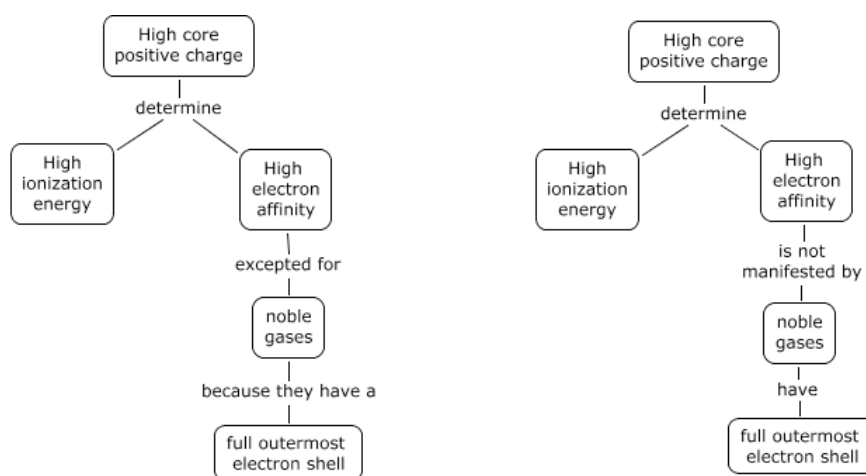 High core
positive charge
determine
High
ionization
energy
High
electron
affinity
excepted for
noble
gases
because they have a
full outermost
electron shell
High core
positive charge
determine
High
ionization
energy
High
electron
affinity
is not
manifested by
noble
gases
have
full outermost
electron shell